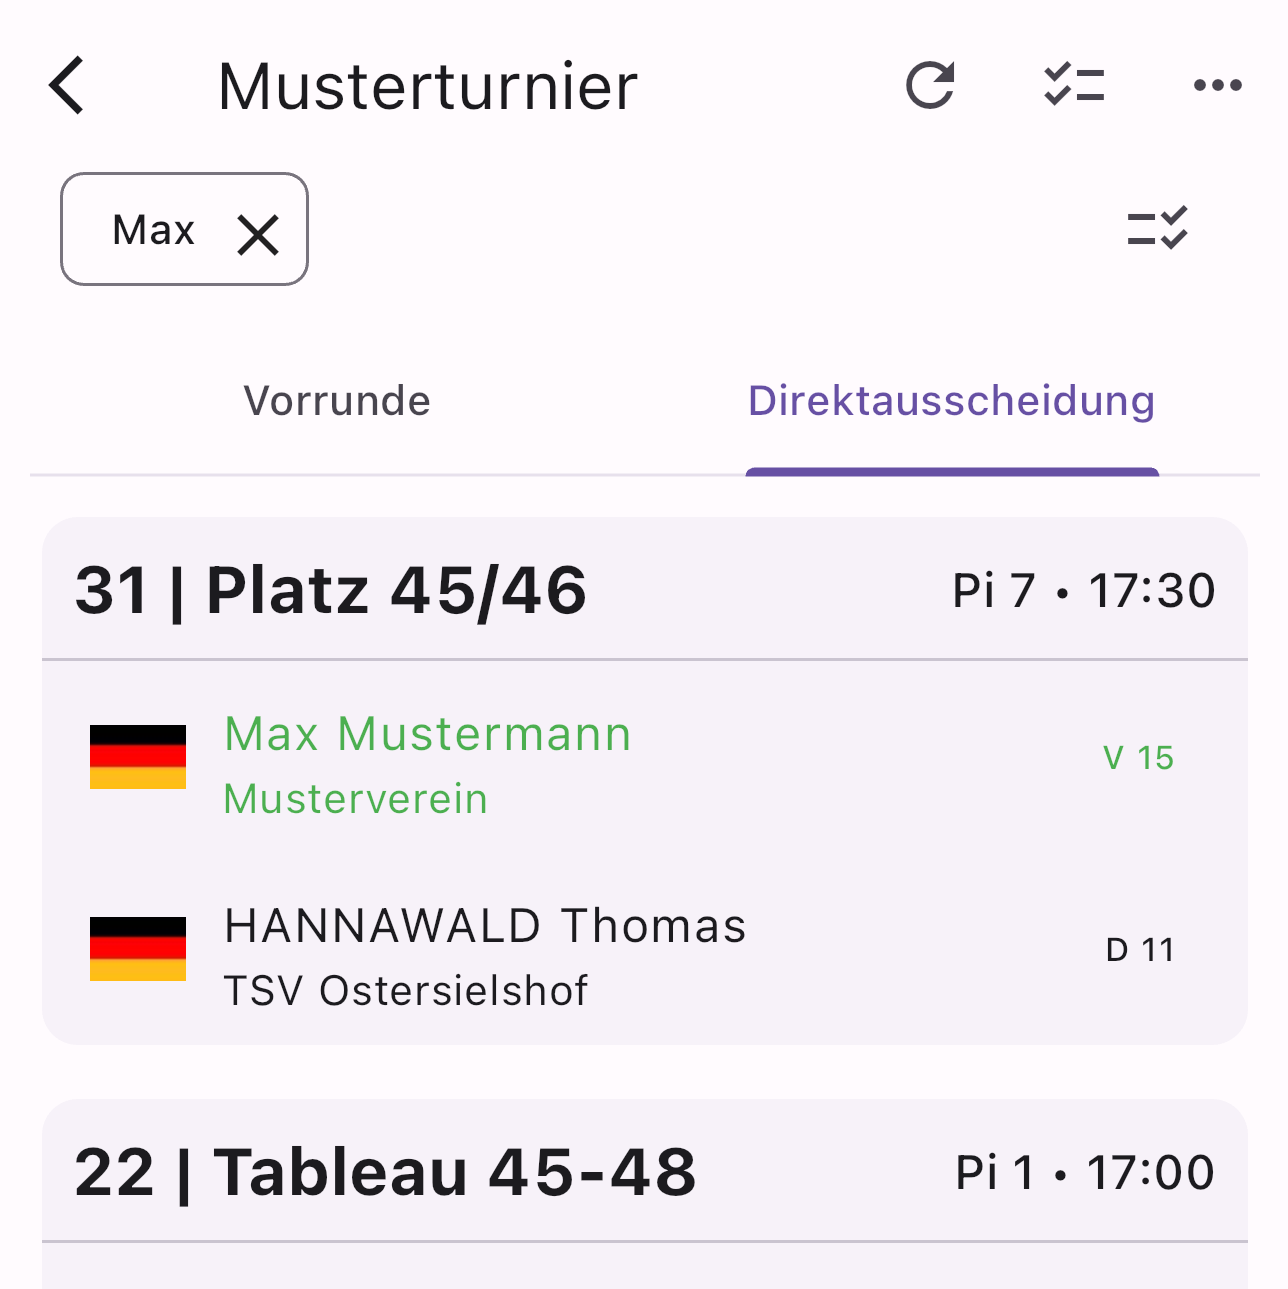 Musterturnier
Max
Vorrunde Direktausscheidung
31 | Platz 45/46 Pi 7 • 17:30
Max Mustermann
Musterverein
V 15
HANNAWALD Thomas
TSV Ostersielshof
D 11
22 | Tableau 45-48 Pi 1 • 17:00